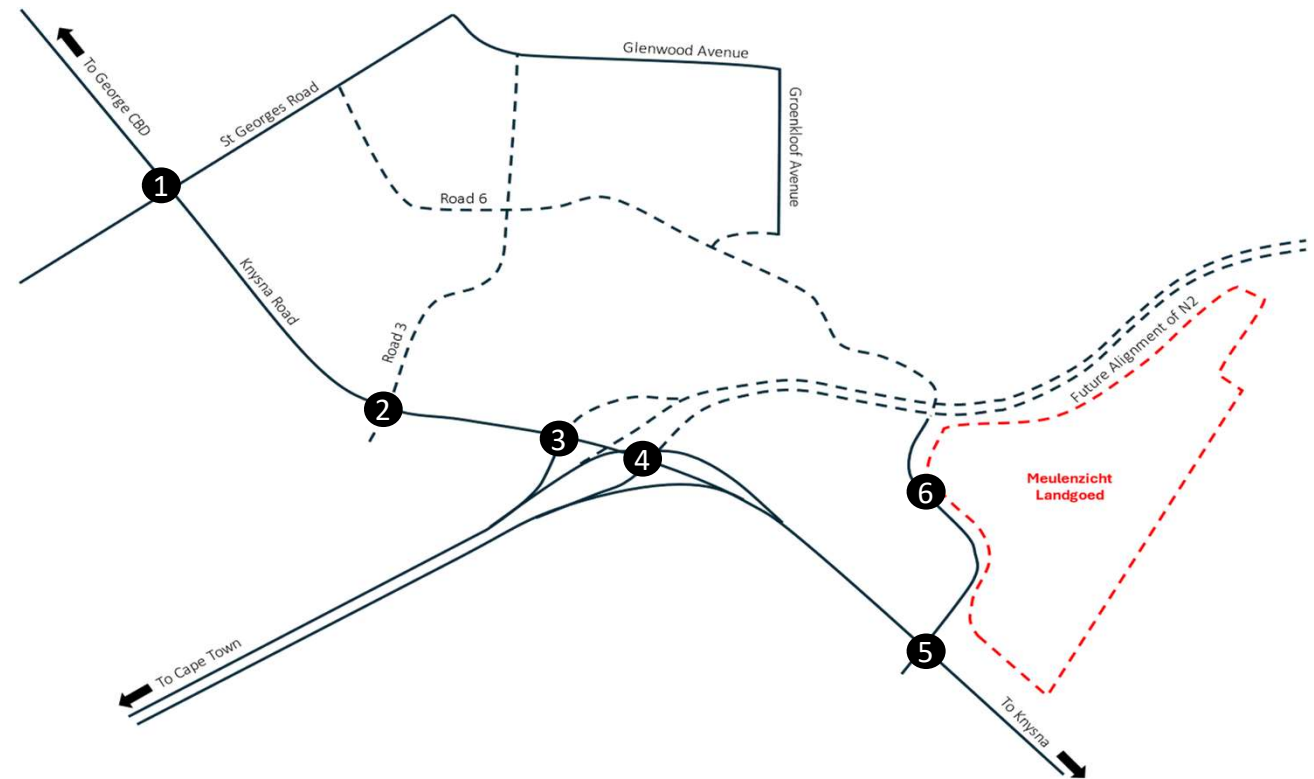 Glenwood Avenue
To George CBD
St Georges Road
Groenkloof Avenue
1
Road 6
Knysna Road
Future Alignment of N2
Road 3
2
3
4
Meulenzicht
Landgoed
6
5
To Cape Town
To Knysna